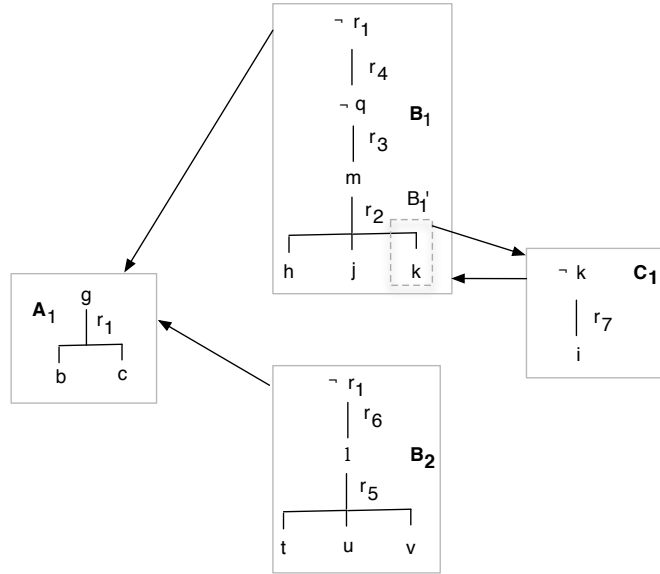 ¬ r₁
r₄
¬ q
B₁
r₃
m
r₂
B₁'
h j k
¬ k C₁
r₇
i
g
A₁ r₁
b c
¬ r₁
r₆
l B₂
r₅
t u v